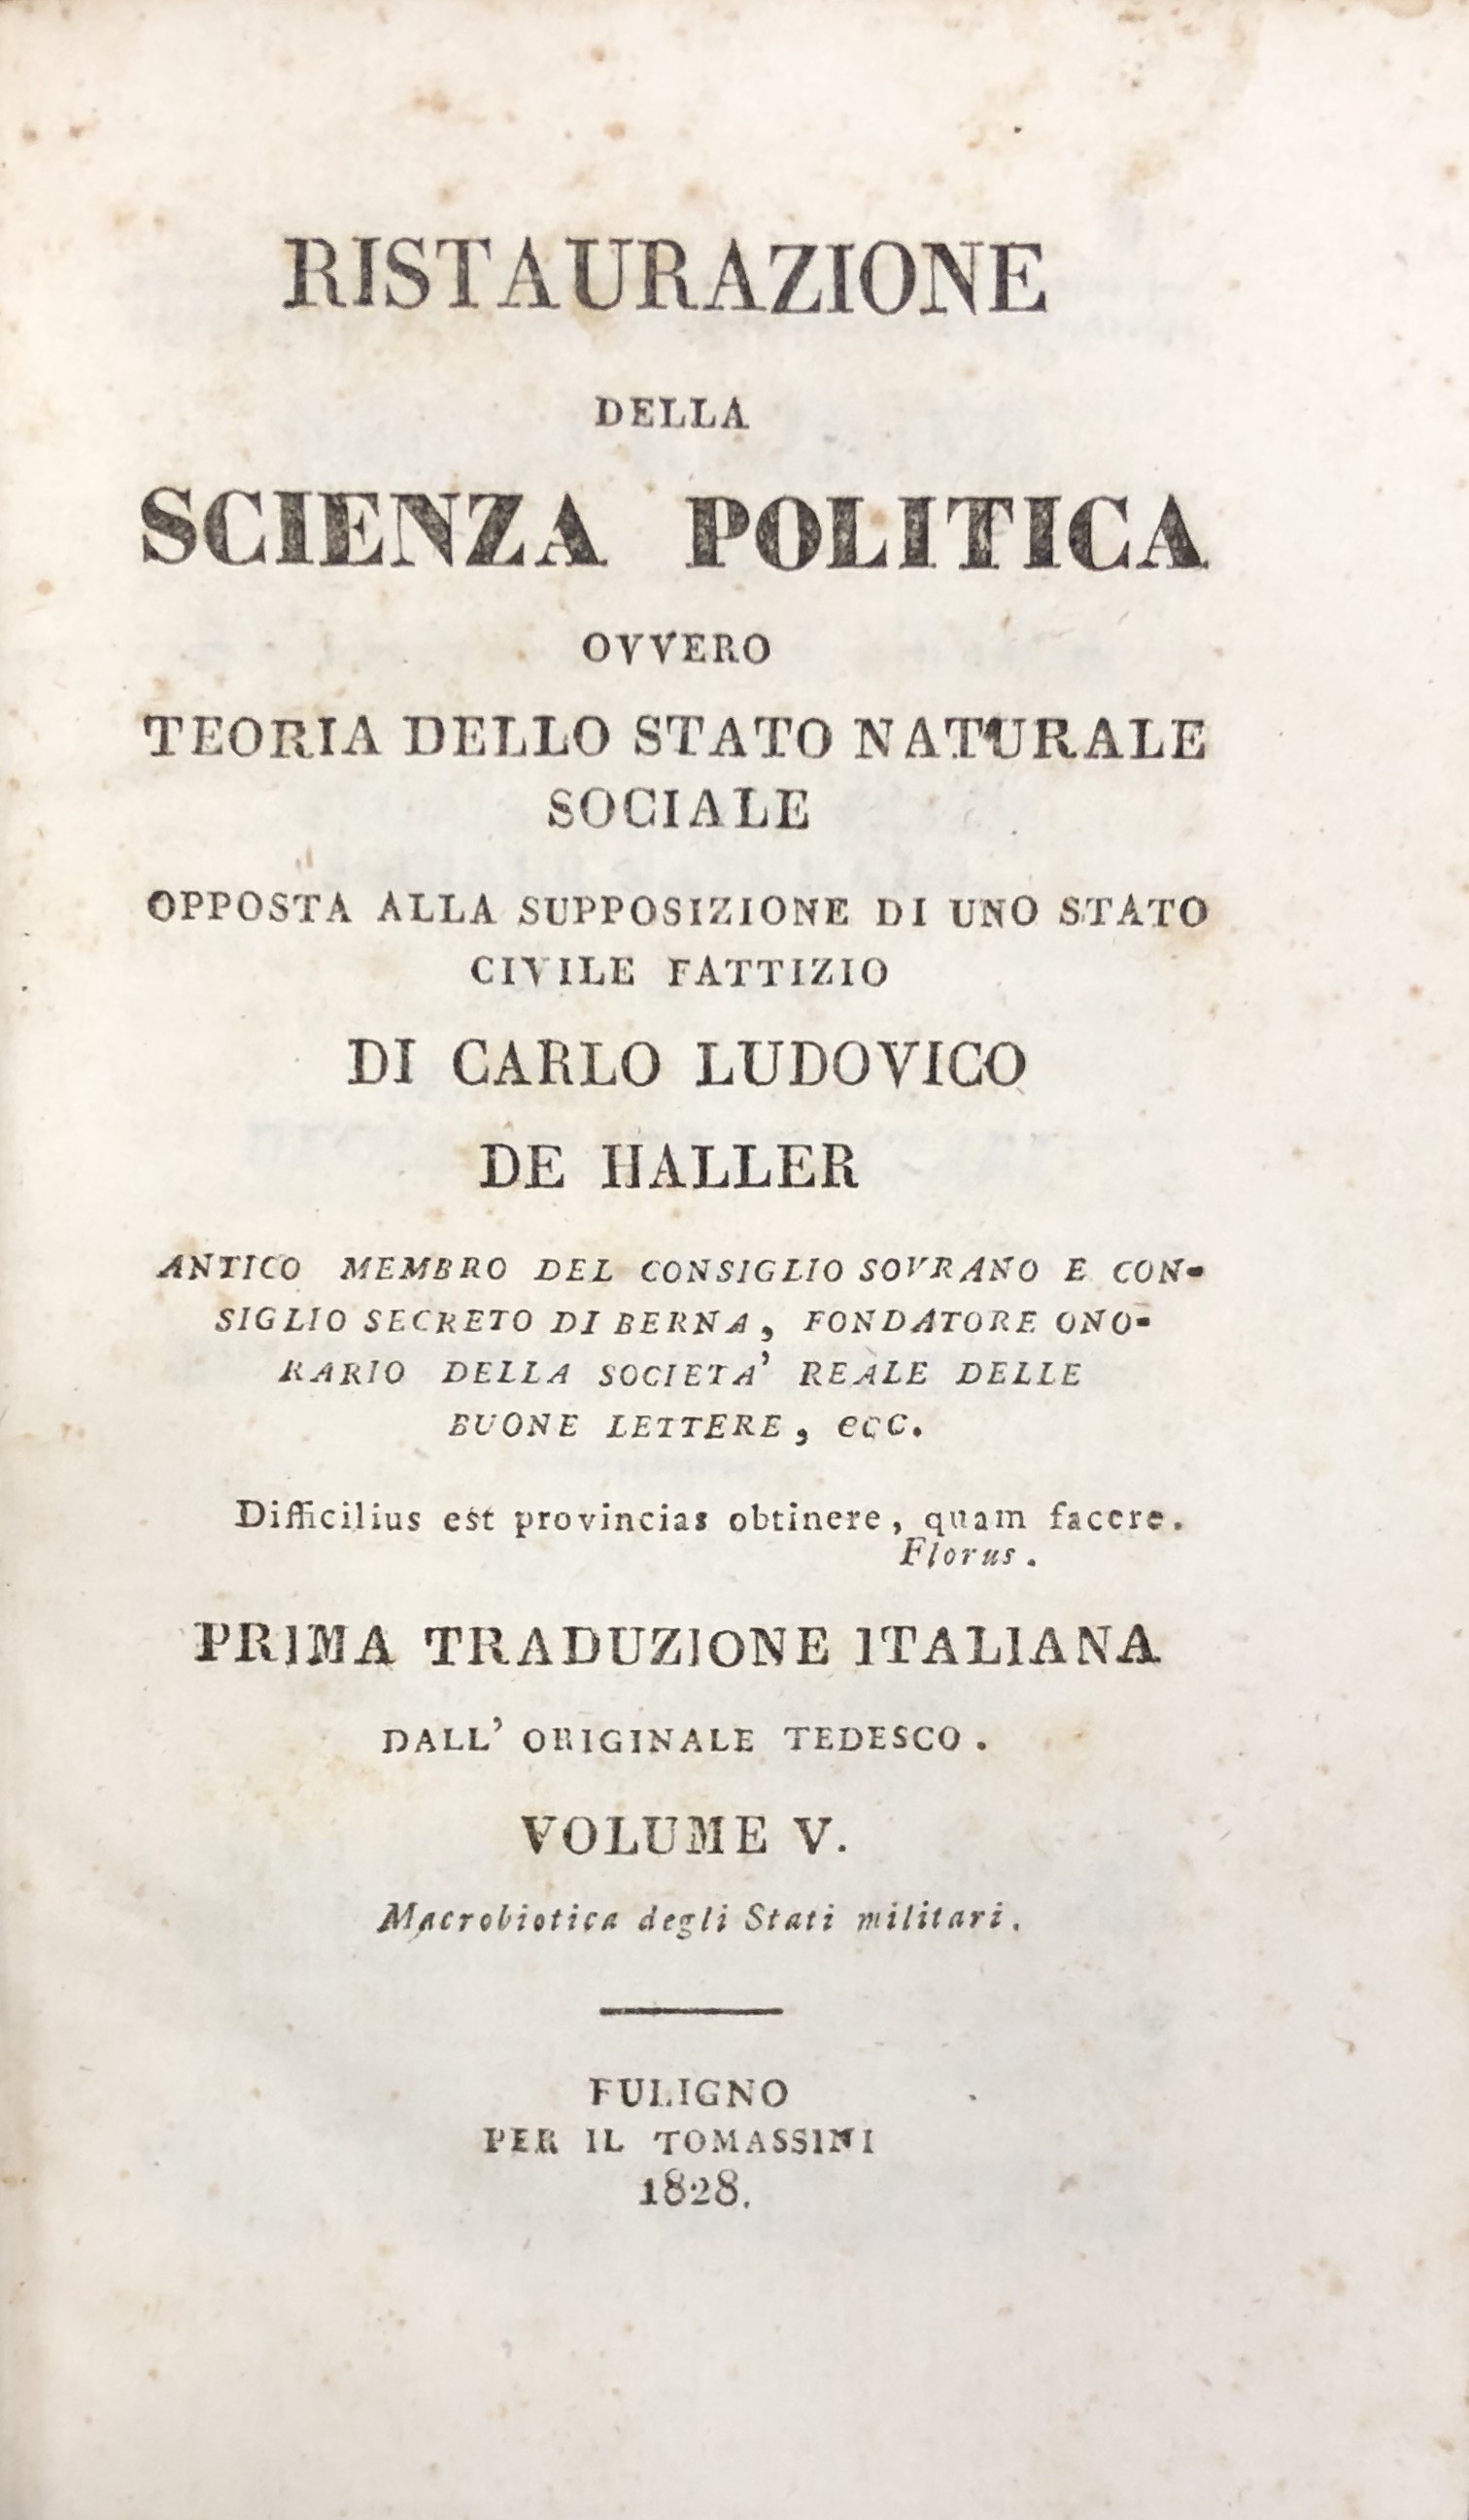 RISTAURAZIONE
DELLA
SCIENZA POLITICA
OVVERO
TEORIA DELLO STATO NATURALE
SOCIALE
OPPOSTA ALLA SUPPOSIZIONE DI UNO STATO
CIVILE FATTIZIO
DI CARLO LUDOVICO
DE HALLER
ANTICO MEMBRO DEL CONSIGLIO SOVRANO E CON-
SIGLIO SECRETO DI BERNA, FONDATORE ONO-
RARIO DELLA SOCIETA' REALE DELLE
BUONE LETTERE, ecc.
Difficilius est provincias obtinere, quam facere.
Florus.
PRIMA TRADUZIONE ITALIANA
DALL' ORIGINALE TEDESCO.
VOLUME V.
Macrobiotica degli Stati militari.
FULIGNO
PER IL TOMASSINI
1828.